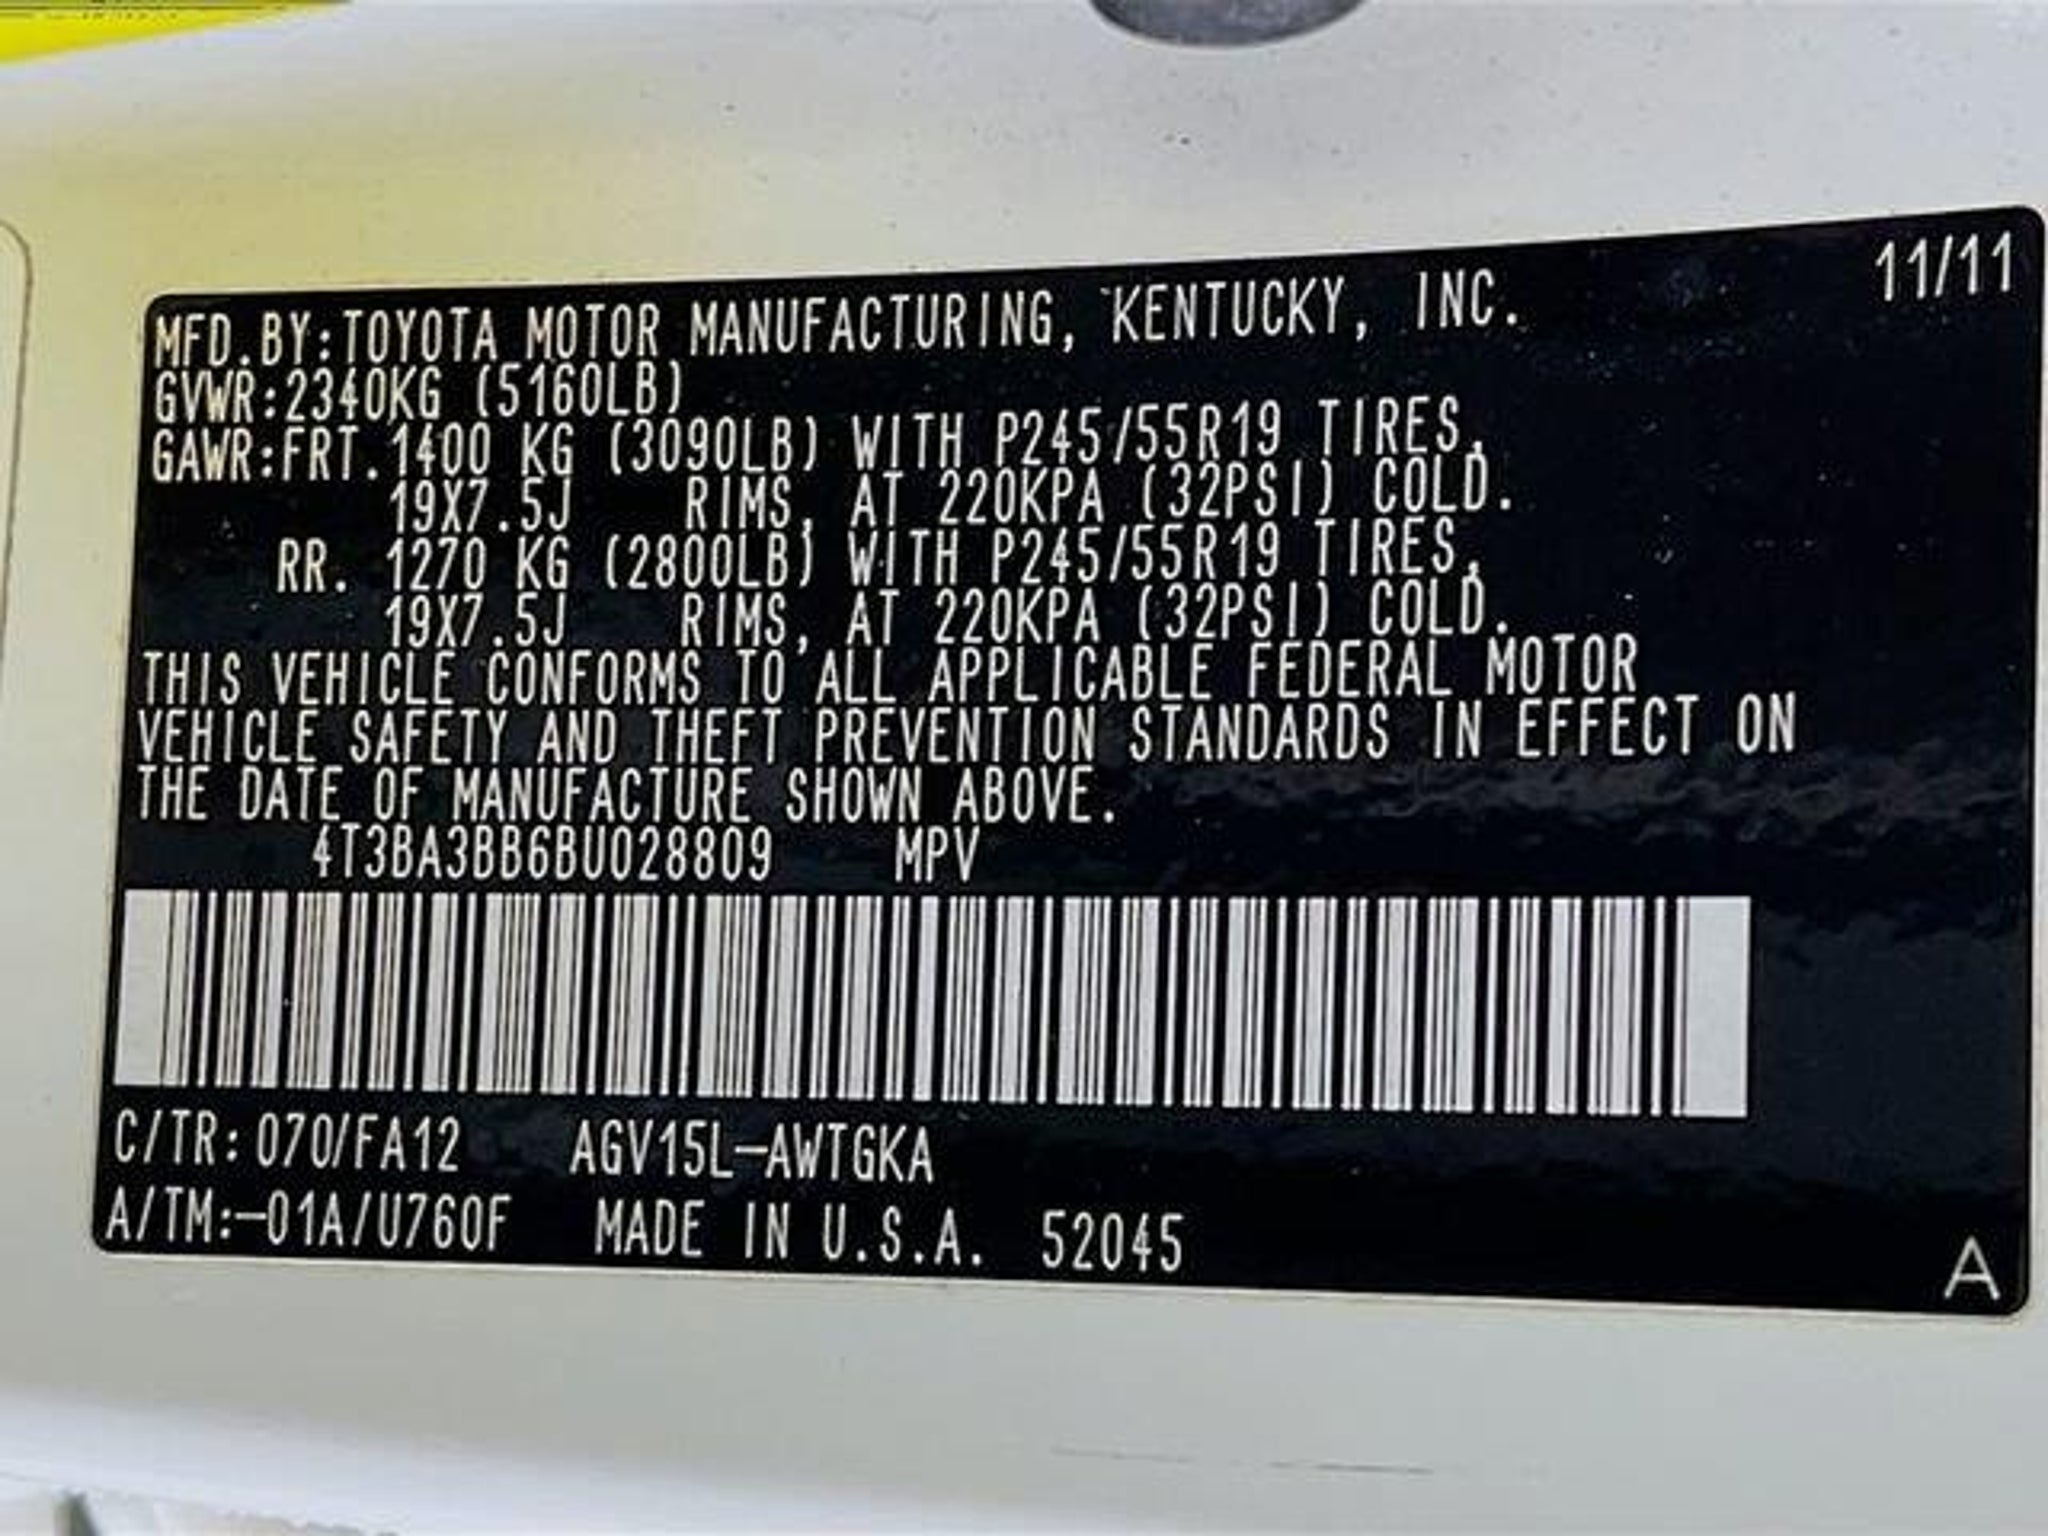 11/11
MFD.BY:TOYOTA MOTOR MANUFACTURING, KENTUCKY, INC.
GVWR:2340KG (5160LB)
GAWR:FRT.1400 KG (3090LB) WITH P245/55R19 TIRES,
19X7.5J RIMS, AT 220KPA (32PSI) COLD.
RR. 1270 KG (2800LB) WITH P245/55R19 TIRES,
19X7.5J RIMS, AT 220KPA (32PSI) COLD.
THIS VEHICLE CONFORMS TO ALL APPLICABLE FEDERAL MOTOR
VEHICLE SAFETY AND THEFT PREVENTION STANDARDS IN EFFECT ON
THE DATE OF MANUFACTURE SHOWN ABOVE.
4T3BA3BB6BU028809 MPV
C/TR: 070/FA12 AGV15L-AWTGKA
A/TM:-01A/U760F MADE IN U.S.A. 52045
A